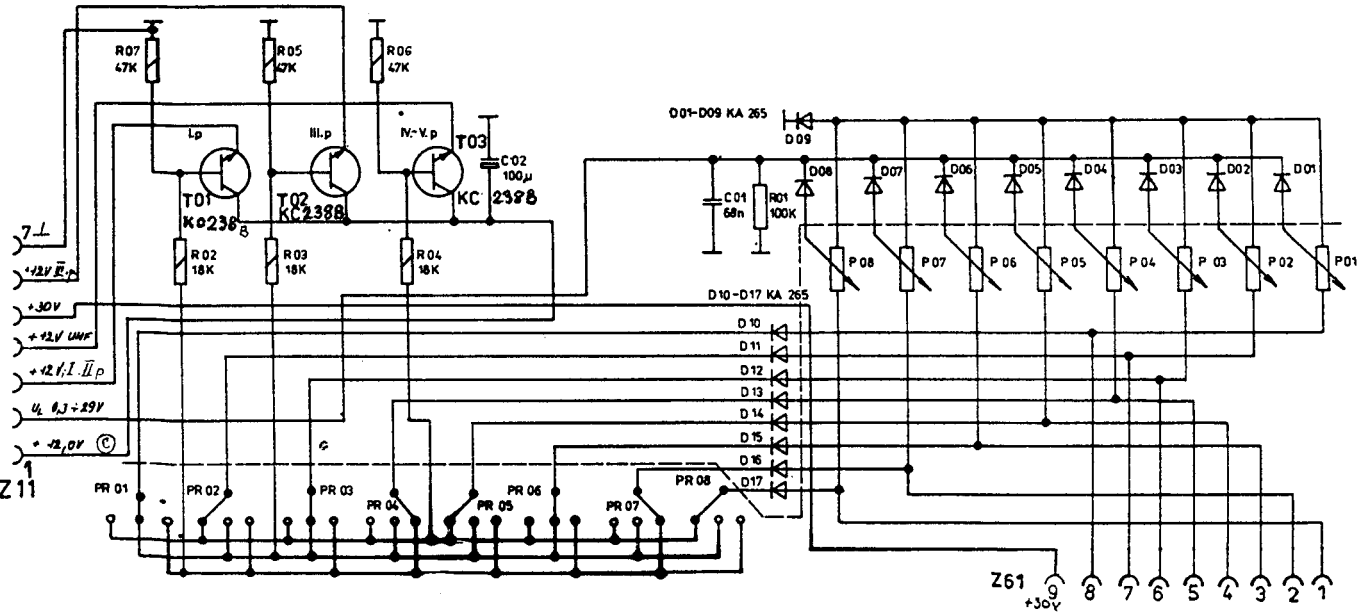 R07
47K
R05
47K
R06
47K
I.p
III.p
IV.-V.p
T03
C02
100μ
T01
KC238B
T02
KC238B
KC 238B
R02
18K
R03
18K
R04
18K
D01-D09 KA 265
D09
D08
D07
D06
D05
D04
D03
D02
D01
C01
68n
R01
100K
P08
P07
P06
P05
P04
P03
P02
P01
7 ⊥
+12V III.p
+30V
+12V UHF
+12V, I. II p
UL 0,3÷29V
+ 12,0V ©
1
Z11
D10-D17 KA 265
D10
D11
D12
D13
D14
D15
D16
D17
PR 01
PR 02
PR 03
PR 04
PR 05
PR 06
PR 07
PR 08
Z61
9
8
7
6
5
4
3
2
1
+30V